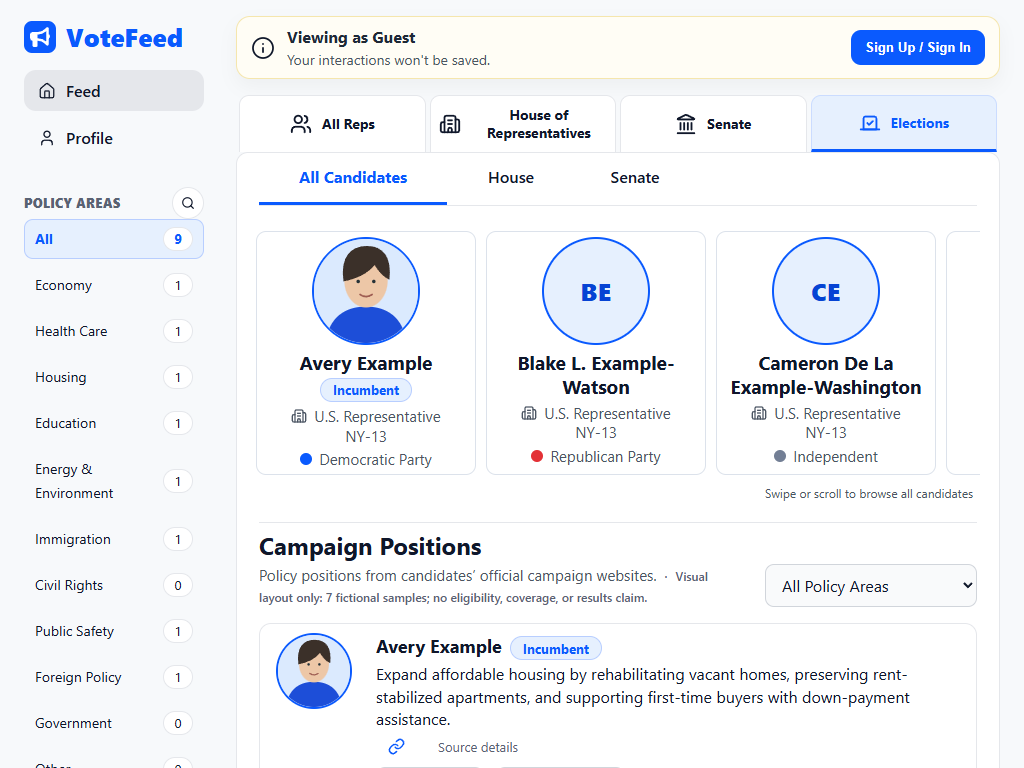 VoteFeed
Feed
Profile
POLICY AREAS
All 9
Economy 1
Health Care 1
Housing 1
Education 1
Energy &
Environment 1
Immigration 1
Civil Rights 0
Public Safety 1
Foreign Policy 1
Government 0
Other 0
Viewing as Guest
Your interactions won't be saved.
Sign Up / Sign In
All Reps
House of
Representatives
Senate
Elections
All Candidates
House
Senate
Avery Example
Incumbent
U.S. Representative
NY-13
Democratic Party
BE
Blake L. Example-
Watson
U.S. Representative
NY-13
Republican Party
CE
Cameron De La
Example-Washington
U.S. Representative
NY-13
Independent
Swipe or scroll to browse all candidates
Campaign Positions
Policy positions from candidates’ official campaign websites. · Visual
layout only: 7 fictional samples; no eligibility, coverage, or results claim.
All Policy Areas
Avery Example Incumbent
Expand affordable housing by rehabilitating vacant homes, preserving rent-
stabilized apartments, and supporting first-time buyers with down-payment
assistance.
Source details